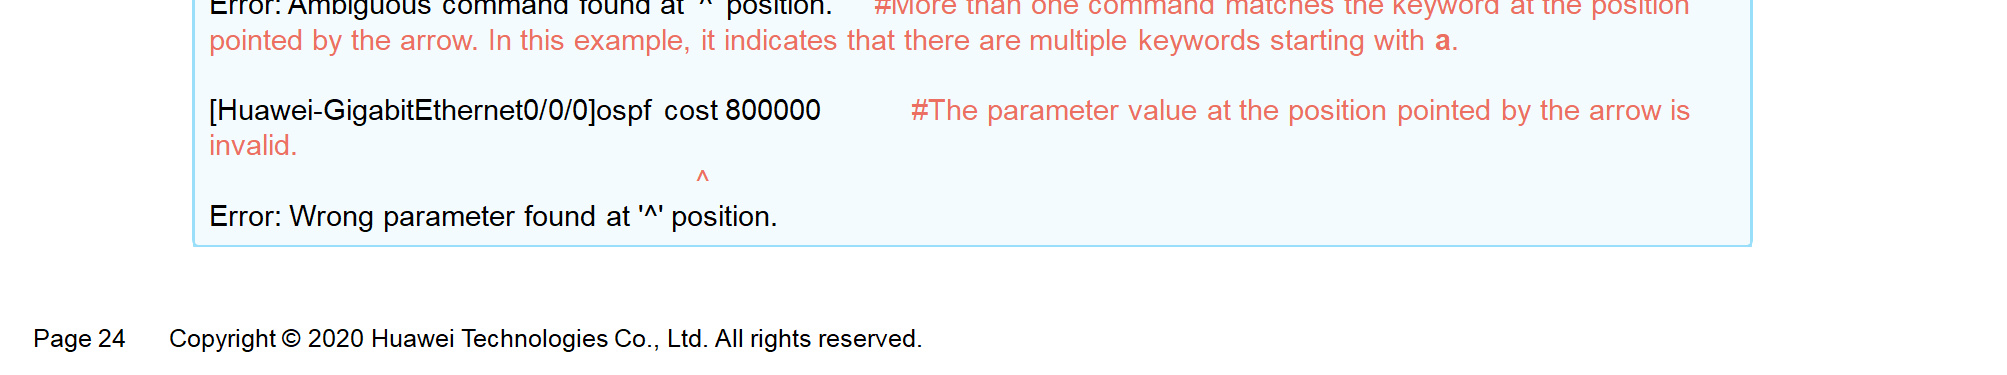 Error: Ambiguous command found at '^' position. #More than one command matches the keyword at the position
pointed by the arrow. In this example, it indicates that there are multiple keywords starting with a.
[Huawei-GigabitEthernet0/0/0]ospf cost 800000 #The parameter value at the position pointed by the arrow is
invalid.
^
Error: Wrong parameter found at '^' position.
Page 24 Copyright © 2020 Huawei Technologies Co., Ltd. All rights reserved.